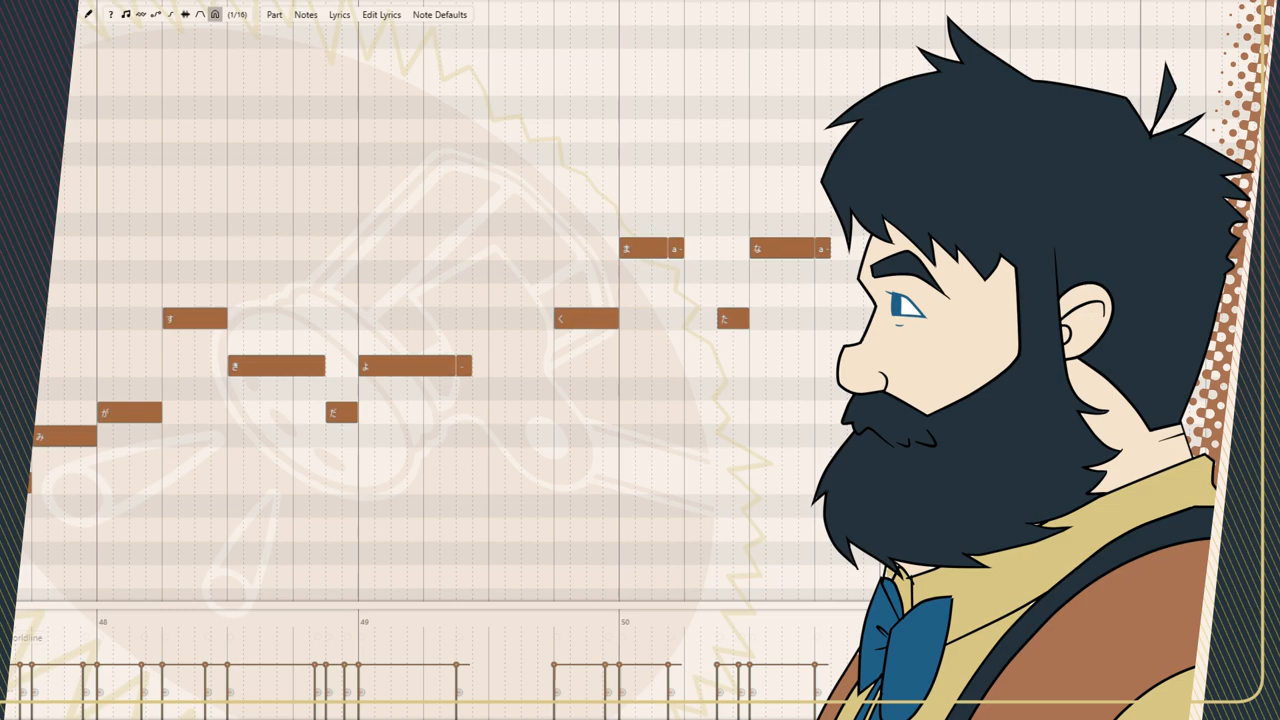 ? (1/16) Part Notes Lyrics Edit Lyrics Note Defaults
ま a - な a -
す く た
き よ -
が だ
み
48 49 50
oridline